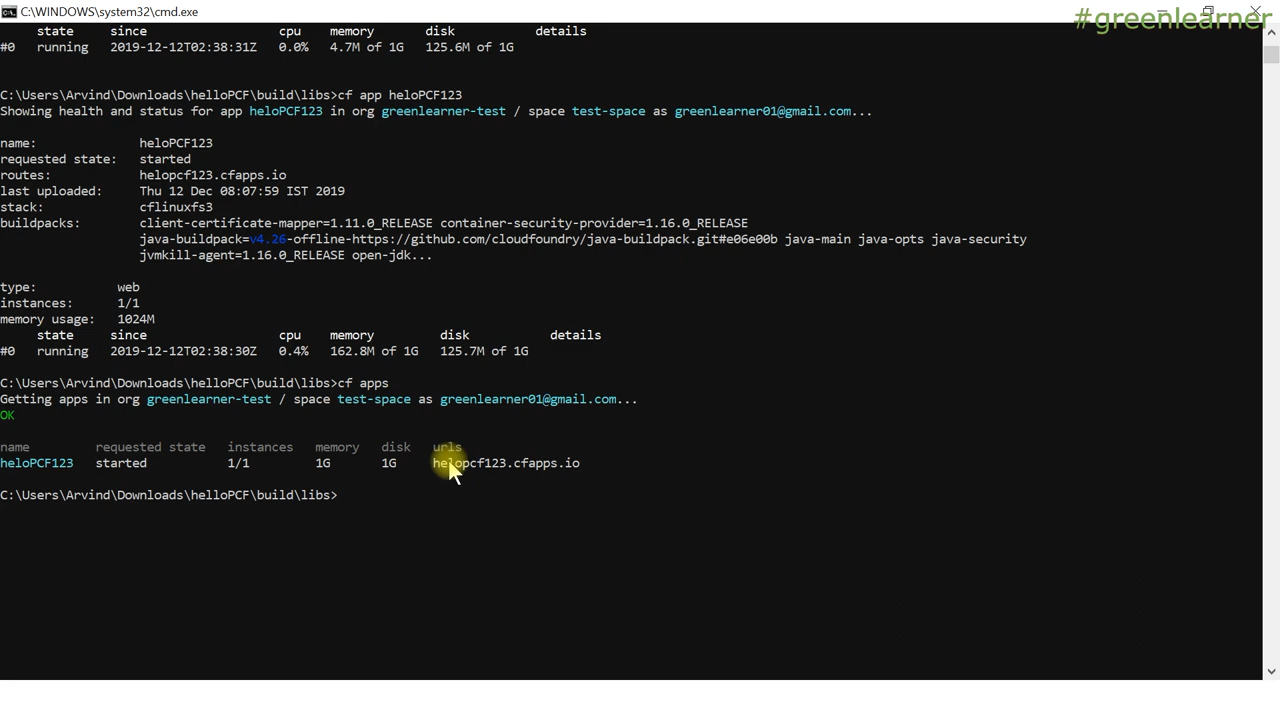 C:\WINDOWS\system32\cmd.exe
#greenlearner
state since cpu memory disk details
#0 running 2019-12-12T02:38:31Z 0.0% 4.7M of 1G 125.6M of 1G
C:\Users\Arvind\Downloads\helloPCF\build\libs>cf app heloPCF123
Showing health and status for app heloPCF123 in org greenlearner-test / space test-space as greenlearner01@gmail.com...
name: heloPCF123
requested state: started
routes: helopcf123.cfapps.io
last uploaded: Thu 12 Dec 08:07:59 IST 2019
stack: cflinuxfs3
buildpacks: client-certificate-mapper=1.11.0_RELEASE container-security-provider=1.16.0_RELEASE
java-buildpack=v4.26-offline-https://github.com/cloudfoundry/java-buildpack.git#e06e00b java-main java-opts java-security
jvmkill-agent=1.16.0_RELEASE open-jdk...
type: web
instances: 1/1
memory usage: 1024M
state since cpu memory disk details
#0 running 2019-12-12T02:38:30Z 0.4% 162.8M of 1G 125.7M of 1G
C:\Users\Arvind\Downloads\helloPCF\build\libs>cf apps
Getting apps in org greenlearner-test / space test-space as greenlearner01@gmail.com...
OK
name requested state instances memory disk urls
heloPCF123 started 1/1 1G 1G helopcf123.cfapps.io
C:\Users\Arvind\Downloads\helloPCF\build\libs>